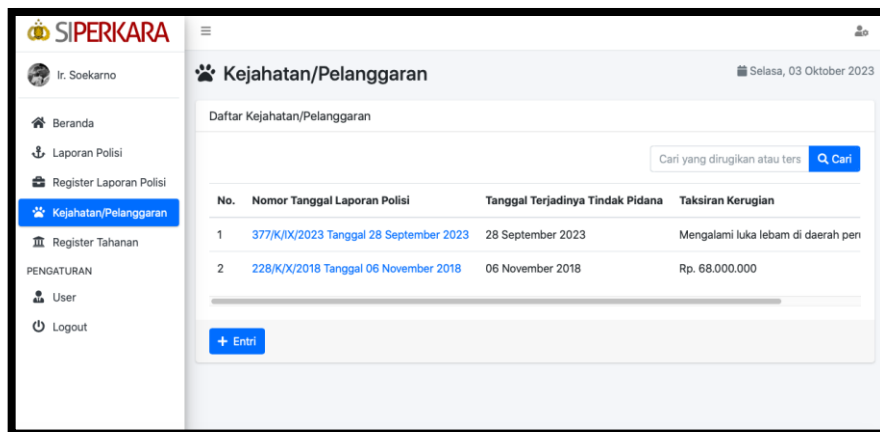 SIPERKARA
Ir. Soekarno
Beranda
Laporan Polisi
Register Laporan Polisi
Kejahatan/Pelanggaran
Register Tahanan
PENGATURAN
User
Logout
Kejahatan/Pelanggaran
Selasa, 03 Oktober 2023
Daftar Kejahatan/Pelanggaran
Cari yang dirugikan atau ters Cari
No. Nomor Tanggal Laporan Polisi Tanggal Terjadinya Tindak Pidana Taksiran Kerugian
1 377/K/IX/2023 Tanggal 28 September 2023 28 September 2023 Mengalami luka lebam di daerah peru
2 228/K/X/2018 Tanggal 06 November 2018 06 November 2018 Rp. 68.000.000
+ Entri